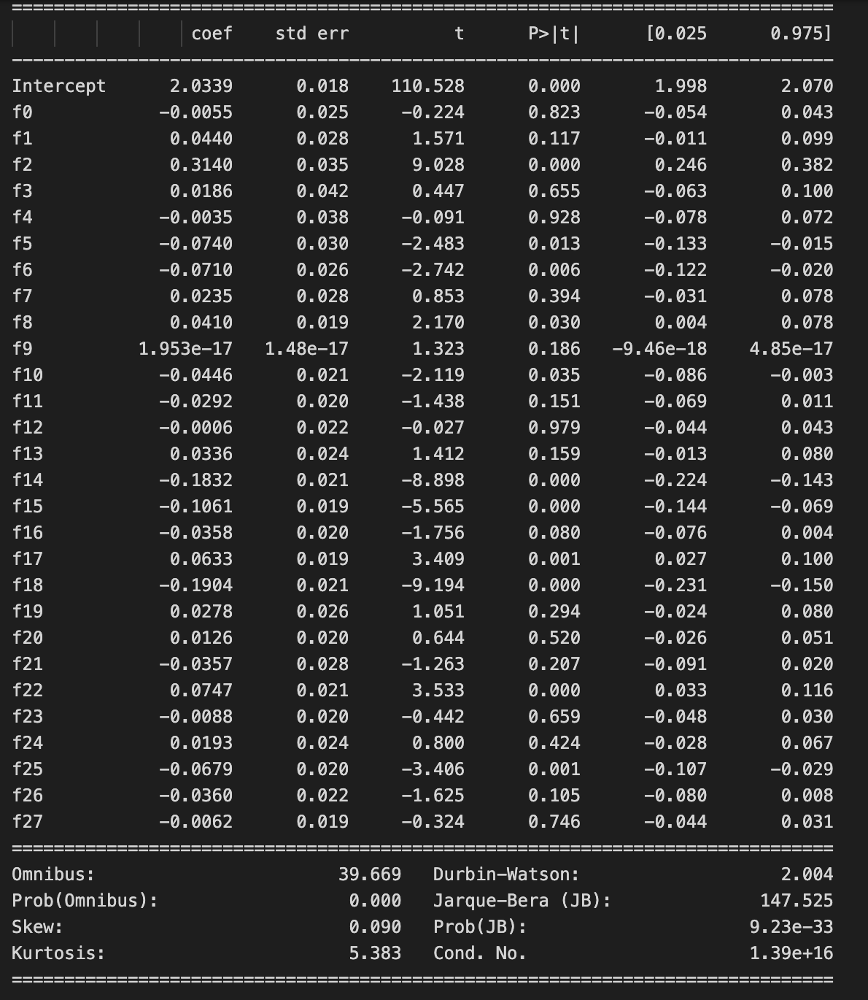 ==============================================================================
coef std err t P>|t| [0.025 0.975]
------------------------------------------------------------------------------
Intercept 2.0339 0.018 110.528 0.000 1.998 2.070
f0 -0.0055 0.025 -0.224 0.823 -0.054 0.043
f1 0.0440 0.028 1.571 0.117 -0.011 0.099
f2 0.3140 0.035 9.028 0.000 0.246 0.382
f3 0.0186 0.042 0.447 0.655 -0.063 0.100
f4 -0.0035 0.038 -0.091 0.928 -0.078 0.072
f5 -0.0740 0.030 -2.483 0.013 -0.133 -0.015
f6 -0.0710 0.026 -2.742 0.006 -0.122 -0.020
f7 0.0235 0.028 0.853 0.394 -0.031 0.078
f8 0.0410 0.019 2.170 0.030 0.004 0.078
f9 1.953e-17 1.48e-17 1.323 0.186 -9.46e-18 4.85e-17
f10 -0.0446 0.021 -2.119 0.035 -0.086 -0.003
f11 -0.0292 0.020 -1.438 0.151 -0.069 0.011
f12 -0.0006 0.022 -0.027 0.979 -0.044 0.043
f13 0.0336 0.024 1.412 0.159 -0.013 0.080
f14 -0.1832 0.021 -8.898 0.000 -0.224 -0.143
f15 -0.1061 0.019 -5.565 0.000 -0.144 -0.069
f16 -0.0358 0.020 -1.756 0.080 -0.076 0.004
f17 0.0633 0.019 3.409 0.001 0.027 0.100
f18 -0.1904 0.021 -9.194 0.000 -0.231 -0.150
f19 0.0278 0.026 1.051 0.294 -0.024 0.080
f20 0.0126 0.020 0.644 0.520 -0.026 0.051
f21 -0.0357 0.028 -1.263 0.207 -0.091 0.020
f22 0.0747 0.021 3.533 0.000 0.033 0.116
f23 -0.0088 0.020 -0.442 0.659 -0.048 0.030
f24 0.0193 0.024 0.800 0.424 -0.028 0.067
f25 -0.0679 0.020 -3.406 0.001 -0.107 -0.029
f26 -0.0360 0.022 -1.625 0.105 -0.080 0.008
f27 -0.0062 0.019 -0.324 0.746 -0.044 0.031
==============================================================================
Omnibus: 39.669 Durbin-Watson: 2.004
Prob(Omnibus): 0.000 Jarque-Bera (JB): 147.525
Skew: 0.090 Prob(JB): 9.23e-33
Kurtosis: 5.383 Cond. No. 1.39e+16
==============================================================================